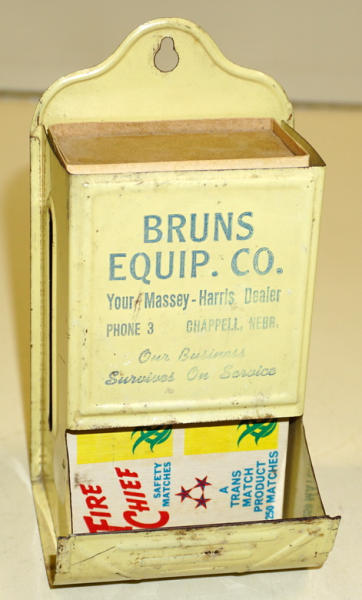 BRUNS
EQUIP. CO.
Your Massey-Harris Dealer
PHONE 3 CHAPPELL, NEBR.
Our Business
Survives On Service
FIRE
CHIEF
SAFETY
MATCHES
A
TRANS
MATCH
PRODUCT
250 MATCHES